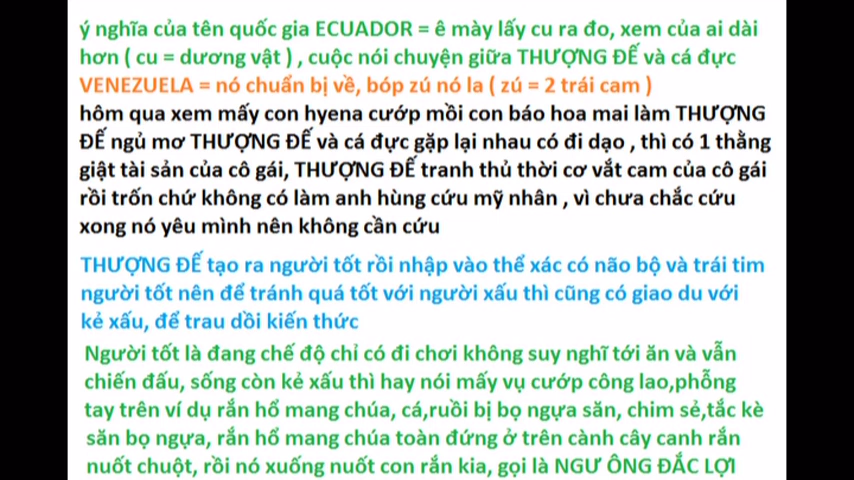 ý nghĩa của tên quốc gia ECUADOR = ê mày lấy cu ra đo, xem của ai dài
hơn ( cu = dương vật ) , cuộc nói chuyện giữa THƯỢNG ĐẾ và cá đực
VENEZUELA = nó chuẩn bị về, bóp zú nó la ( zú = 2 trái cam )
hôm qua xem mấy con hyena cướp mồi con báo hoa mai làm THƯỢNG
ĐẾ ngủ mơ THƯỢNG ĐẾ và cá đực gặp lại nhau có đi dạo , thì có 1 thằng
giật tài sản của cô gái, THƯỢNG ĐẾ tranh thủ thời cơ vắt cam của cô gái
rồi trốn chứ không có làm anh hùng cứu mỹ nhân , vì chưa chắc cứu
xong nó yêu mình nên không cần cứu
THƯỢNG ĐẾ tạo ra người tốt rồi nhập vào thể xác có não bộ và trái tim
người tốt nên để tránh quá tốt với người xấu thì cũng có giao du với
kẻ xấu, để trau dồi kiến thức
Người tốt là đang chế độ chỉ có đi chơi không suy nghĩ tới ăn và vẫn
chiến đấu, sống còn kẻ xấu thì hay nói mấy vụ cướp công lao,phỗng
tay trên ví dụ rắn hổ mang chúa, cá,ruồi bị bọ ngựa săn, chim sẻ,tắc kè
săn bọ ngựa, rắn hổ mang chúa toàn đứng ở trên cành cây canh rắn
nuốt chuột, rồi nó xuống nuốt con rắn kia, gọi là NGƯ ÔNG ĐẮC LỢI